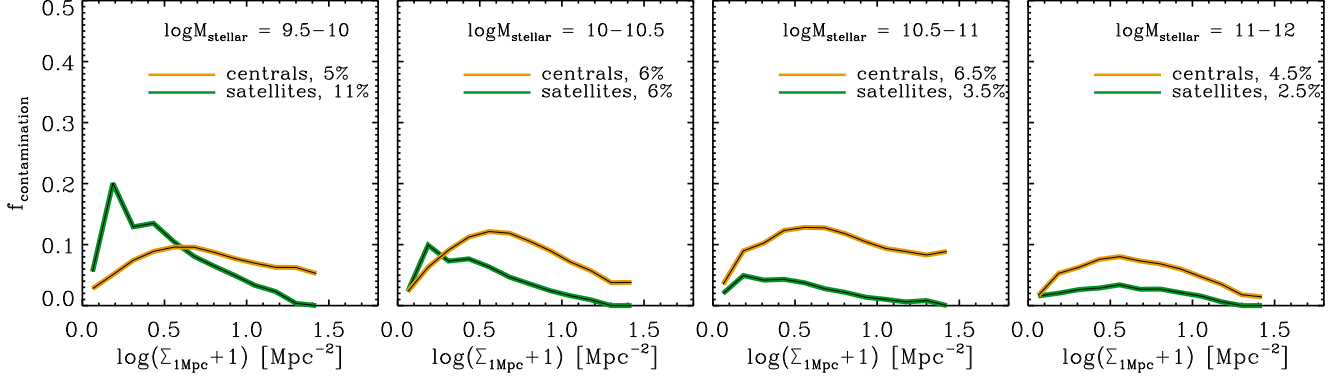 0.5
0.4
0.3
0.2
0.1
0.0
f_contamination
logM_stellar = 9.5−10
centrals, 5%
satellites, 11%
0.0 0.5 1.0 1.5
log(Σ_1Mpc+1) [Mpc^−2]
logM_stellar = 10−10.5
centrals, 6%
satellites, 6%
0.0 0.5 1.0 1.5
log(Σ_1Mpc+1) [Mpc^−2]
logM_stellar = 10.5−11
centrals, 6.5%
satellites, 3.5%
0.0 0.5 1.0 1.5
log(Σ_1Mpc+1) [Mpc^−2]
logM_stellar = 11−12
centrals, 4.5%
satellites, 2.5%
0.0 0.5 1.0 1.5
log(Σ_1Mpc+1) [Mpc^−2]